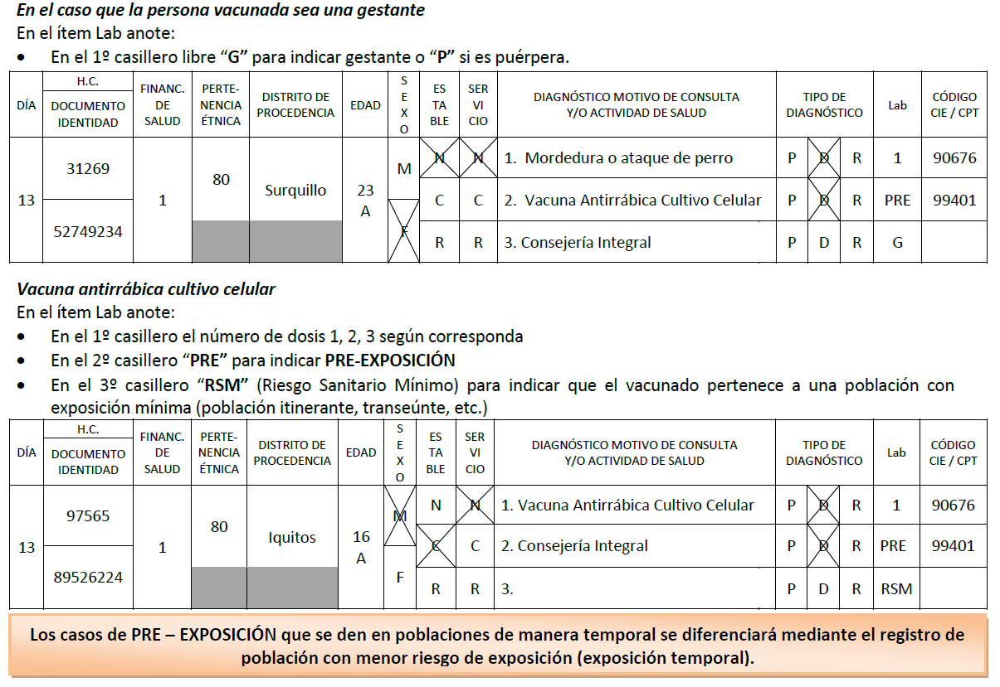 En el caso que la persona vacunada sea una gestante
En el ítem Lab anote:
• En el 1º casillero libre “G” para indicar gestante o “P” si es puérpera.
DÍA H.C. DOCUMENTO IDENTIDAD FINANC. DE SALUD PERTE-NENCIA ÉTNICA DISTRITO DE PROCEDENCIA EDAD SEXO ESTABLE SERVICIO DIAGNÓSTICO MOTIVO DE CONSULTA Y/O ACTIVIDAD DE SALUD TIPO DE DIAGNÓSTICO Lab CÓDIGO CIE / CPT
13 31269 52749234 1 80 Surquillo 23 A M F
N N 1. Mordedura o ataque de perro P D R 1 90676
C C 2. Vacuna Antirrábica Cultivo Celular P D R PRE 99401
R R 3. Consejería Integral P D R G
Vacuna antirrábica cultivo celular
En el ítem Lab anote:
• En el 1º casillero el número de dosis 1, 2, 3 según corresponda
• En el 2º casillero “PRE” para indicar PRE-EXPOSICIÓN
• En el 3º casillero “RSM” (Riesgo Sanitario Mínimo) para indicar que el vacunado pertenece a una población con
exposición mínima (población itinerante, transeúnte, etc.)
DÍA H.C. DOCUMENTO IDENTIDAD FINANC. DE SALUD PERTE-NENCIA ÉTNICA DISTRITO DE PROCEDENCIA EDAD SEXO ESTABLE SERVICIO DIAGNÓSTICO MOTIVO DE CONSULTA Y/O ACTIVIDAD DE SALUD TIPO DE DIAGNÓSTICO Lab CÓDIGO CIE / CPT
13 97565 89526224 1 80 Iquitos 16 A M F
N N 1. Vacuna Antirrábica Cultivo Celular P D R 1 90676
C C 2. Consejería Integral P D R PRE 99401
R R 3. P D R RSM
Los casos de PRE – EXPOSICIÓN que se den en poblaciones de manera temporal se diferenciará mediante el registro de
población con menor riesgo de exposición (exposición temporal).